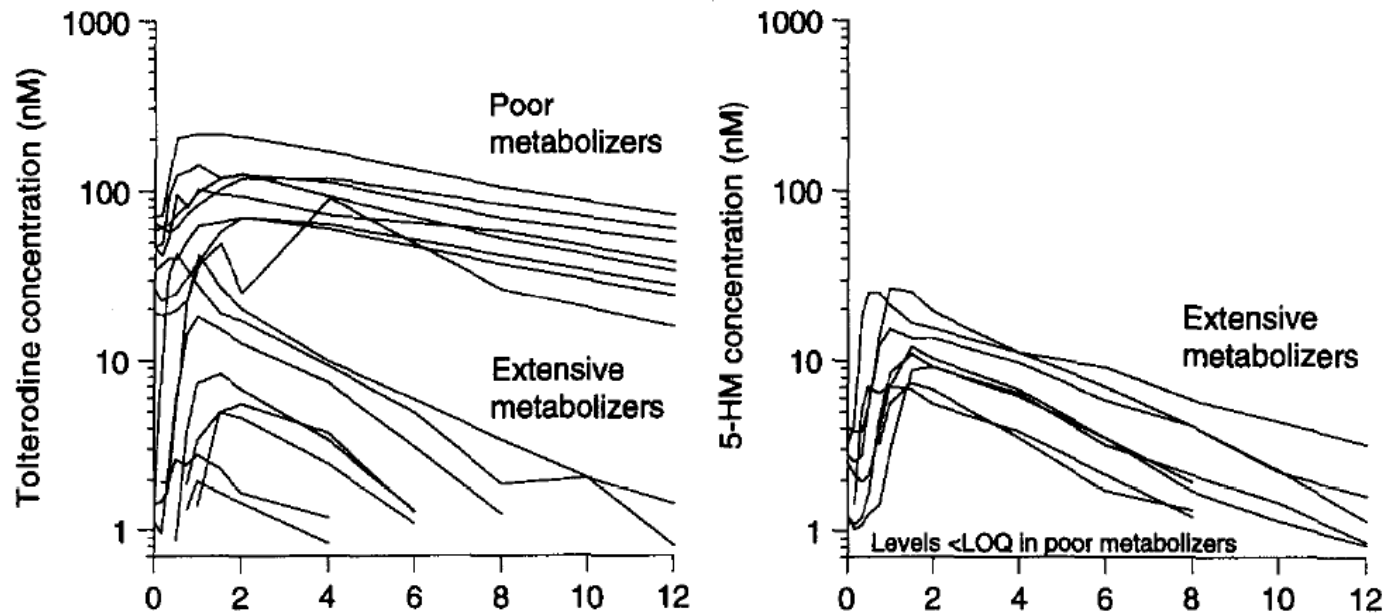 Tolterodine concentration (nM)
1000
100
10
1
Poor
metabolizers
Extensive
metabolizers
0 2 4 6 8 10 12
5-HM concentration (nM)
1000
100
10
1
Extensive
metabolizers
Levels <LOQ in poor metabolizers
0 2 4 6 8 10 12